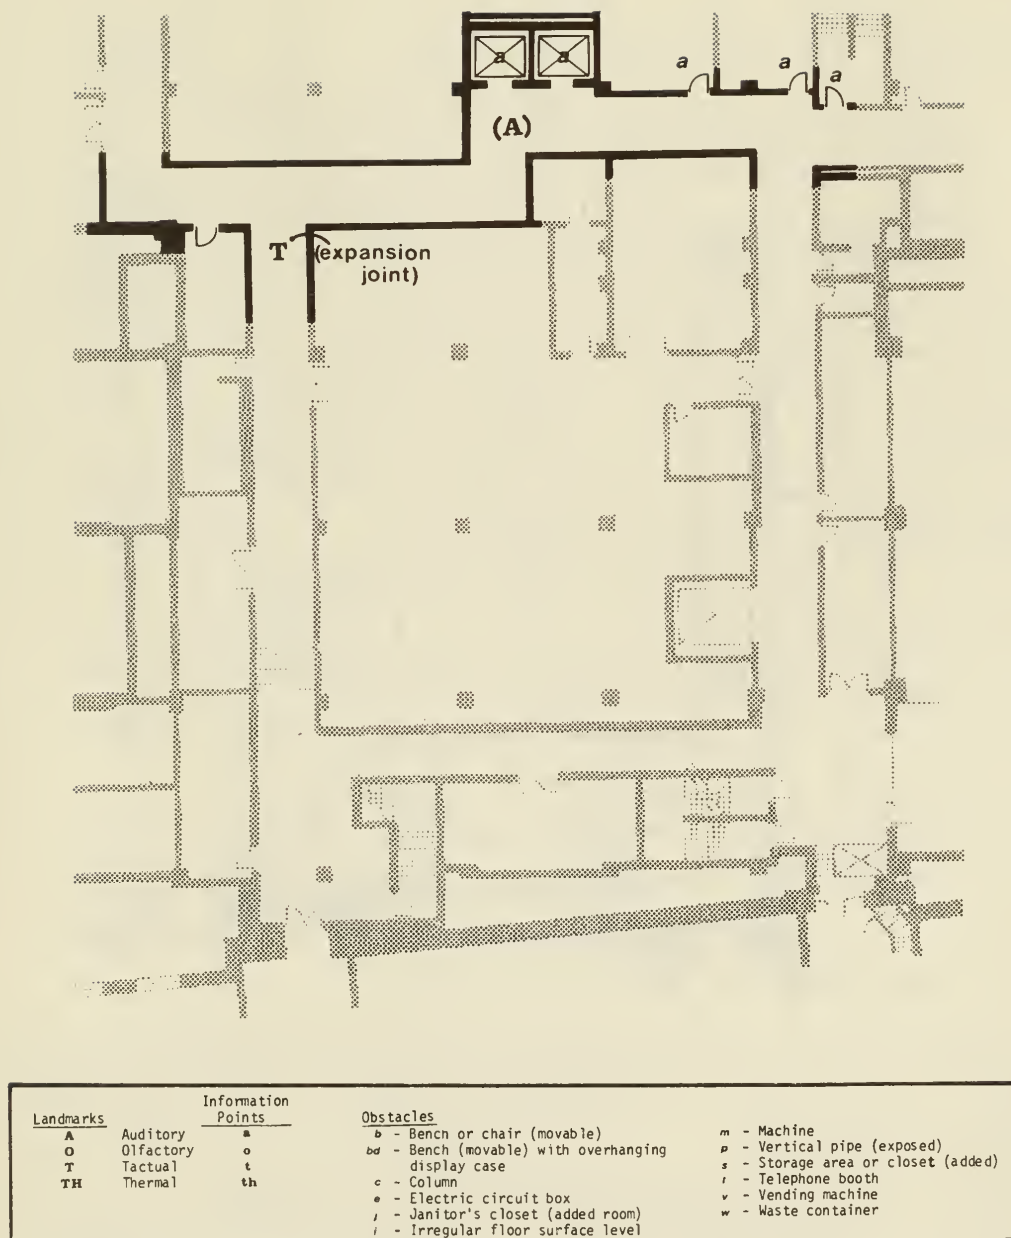 a
a
a
a
a
(A)
T
(expansion
joint)
Landmarks
Information
Points
A Auditory a
O Olfactory o
T Tactual t
TH Thermal th
Obstacles
b - Bench or chair (movable)
bd - Bench (movable) with overhanging
display case
c - Column
e - Electric circuit box
j - Janitor's closet (added room)
i - Irregular floor surface level
m - Machine
p - Vertical pipe (exposed)
s - Storage area or closet (added)
t - Telephone booth
v - Vending machine
w - Waste container